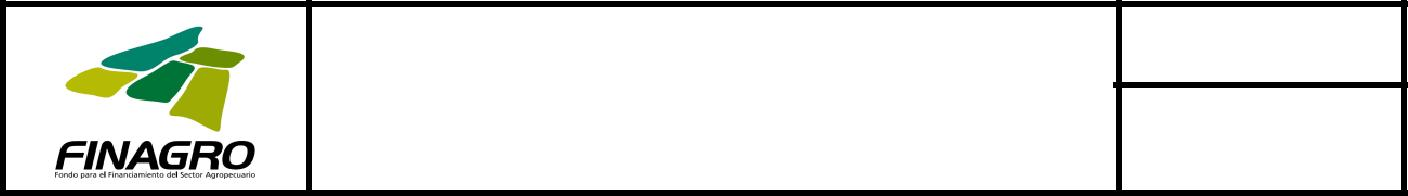 FINAGRO
Fondo para el Financiamiento del Sector Agropecuario